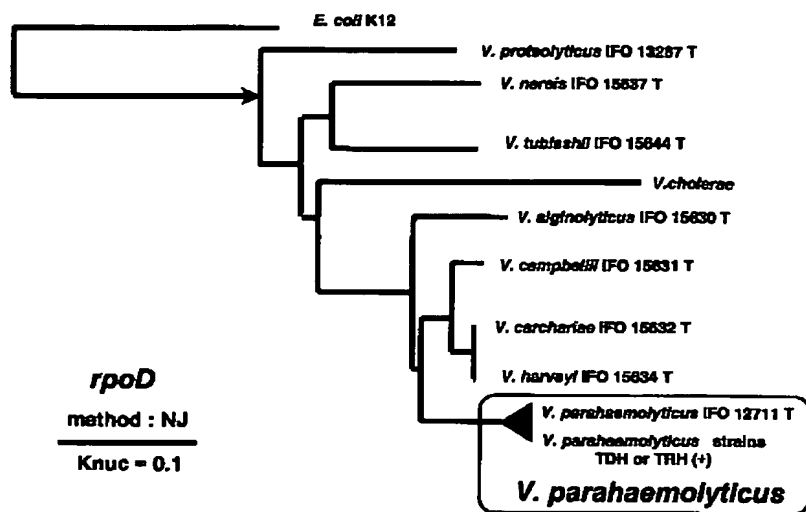 E. coli K12
V. proteolyticus IFO 13287 T
V. nereis IFO 15637 T
V. tubiashii IFO 15644 T
V.cholerae
V. alginolyticus IFO 15630 T
V. campbellii IFO 15631 T
V. carchariae IFO 15632 T
V. harveyi IFO 15634 T
V. parahaemolyticus IFO 12711 T
V. parahaemolyticus strains
TDH or TRH (+)
V. parahaemolyticus
rpoD
method : NJ
Knuc = 0.1